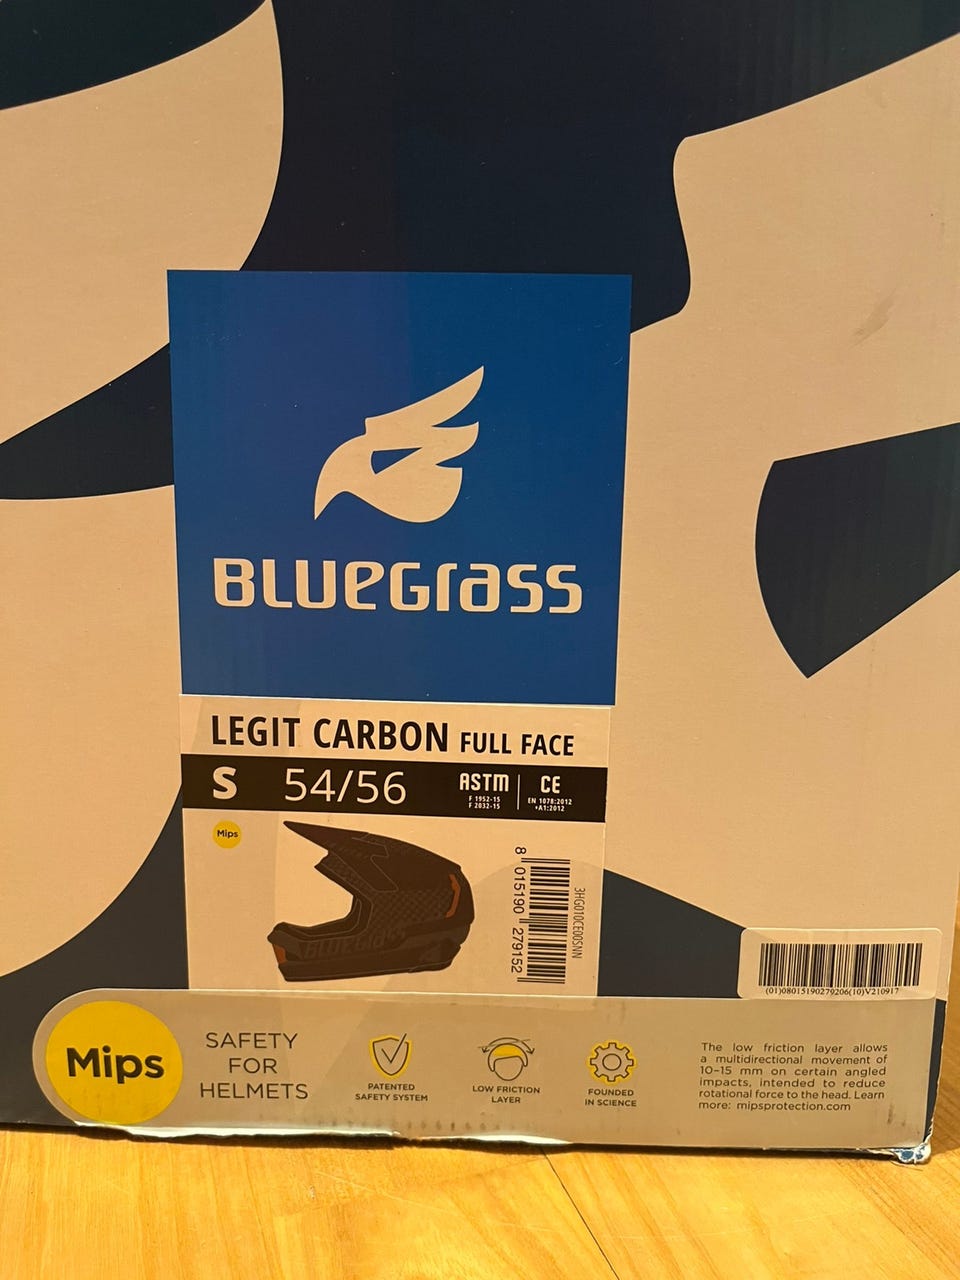 BLUEGRASS
LEGIT CARBON FULL FACE
S 54/56
ASTM
F 1952-15
F 2032-15
CE
EN 1078:2012
+A1:2012
Mips
8 015190 279152
3HG010CE00SNN
(01)08015190279206(10)V210917
Mips
SAFETY
FOR
HELMETS
PATENTED
SAFETY SYSTEM
LOW FRICTION
LAYER
FOUNDED
IN SCIENCE
The low friction layer allows
a multidirectional movement of
10–15 mm on certain angled
impacts, intended to reduce
rotational force to the head. Learn
more: mipsprotection.com